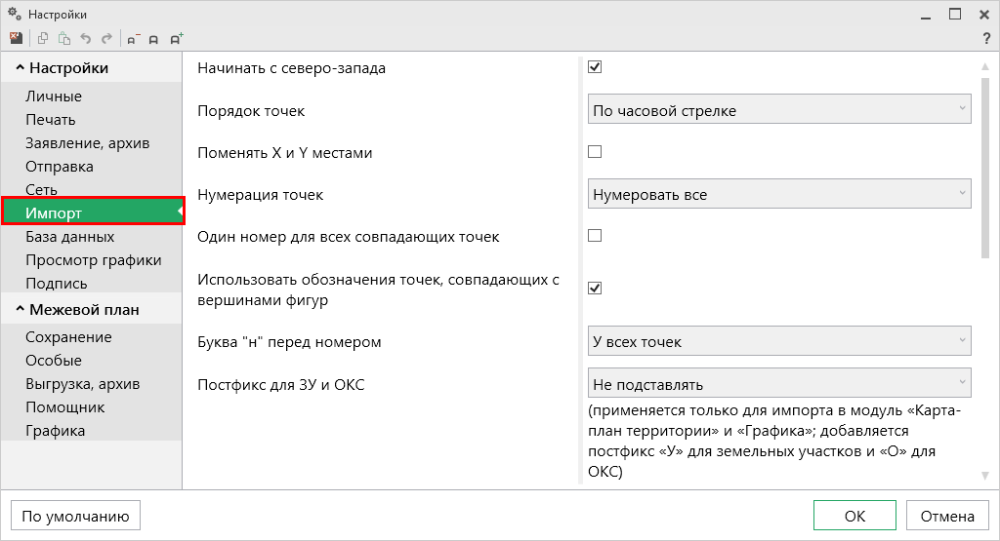 Настройки
?
Настройки
Личные
Печать
Заявление, архив
Отправка
Сеть
Импорт
База данных
Просмотр графики
Подпись
Межевой план
Сохранение
Особые
Выгрузка, архив
Помощник
Графика
Начинать с северо-запада
Порядок точек
По часовой стрелке
Поменять X и Y местами
Нумерация точек
Нумеровать все
Один номер для всех совпадающих точек
Использовать обозначения точек, совпадающих с
вершинами фигур
Буква "н" перед номером
У всех точек
Постфикс для ЗУ и ОКС
Не подставлять
(применяется только для импорта в модуль «Карта-
план территории» и «Графика»; добавляется
постфикс «У» для земельных участков и «О» для
ОКС)
По умолчанию
ОК
Отмена